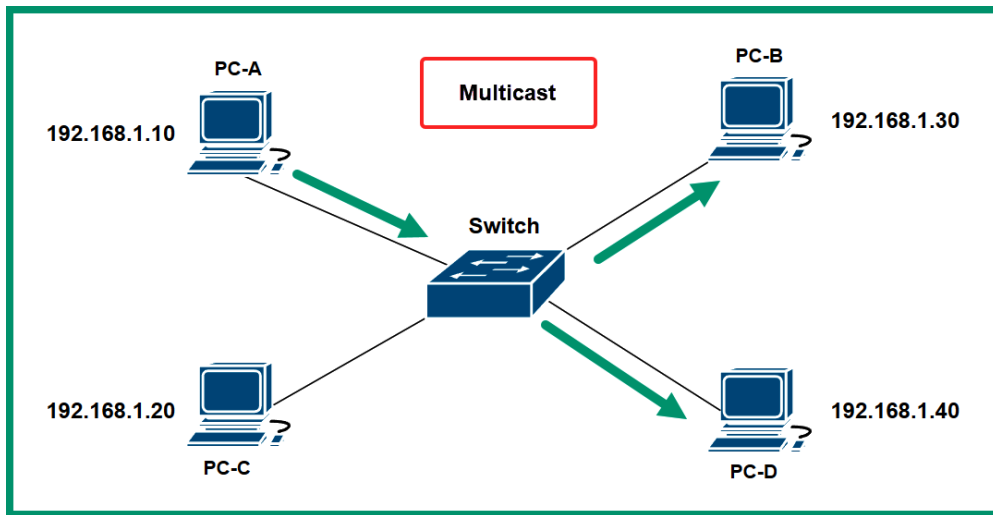 PC-A
Multicast
PC-B
192.168.1.10
192.168.1.30
Switch
192.168.1.20
192.168.1.40
PC-C
PC-D